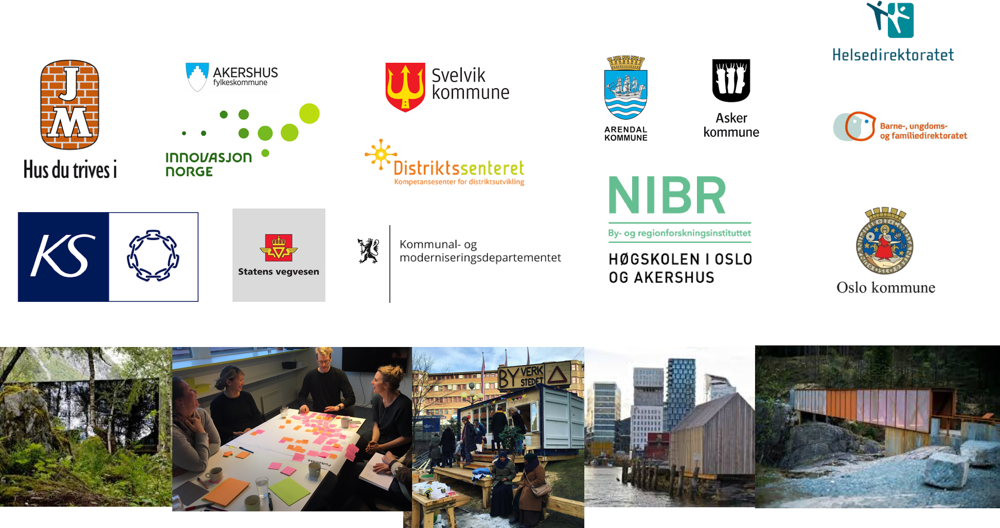 Helsedirektoratet
J
M
Hus du trives i
AKERSHUS
fylkeskommune
INNOVASJON
NORGE
Svelvik
kommune
Distriktssenteret
Kompetansesenter for distriktsutvikling
ARENDAL
KOMMUNE
Asker
kommune
Barne-, ungdoms-
og familiedirektoratet
KS
Statens vegvesen
Kommunal- og
moderniseringsdepartementet
NIBR
By- og regionforskningsinstituttet
HØGSKOLEN I OSLO
OG AKERSHUS
OSLO
Oslo kommune
BY VERK
STEDET
Folketråkk